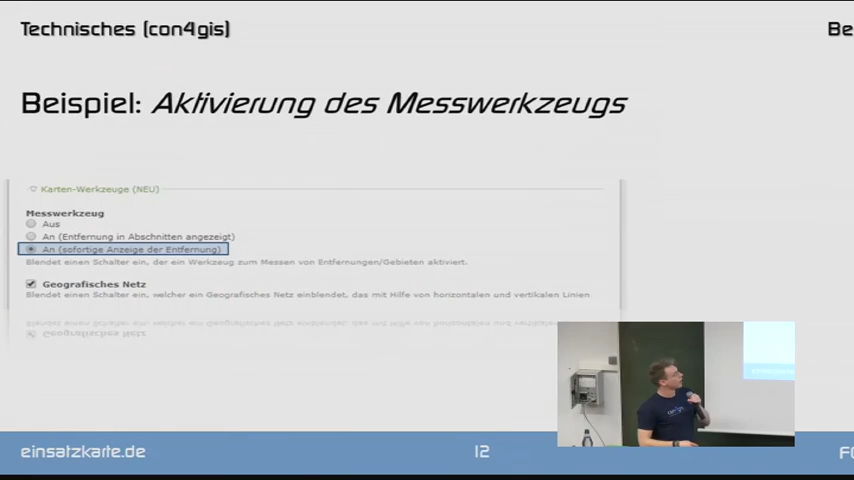 Technisches (con4gis)
Be
Beispiel: Aktivierung des Messwerkzeugs
Karten-Werkzeuge (NEU)
Messwerkzeug
Aus
An (Entfernung in Abschnitten angezeigt)
An (sofortige Anzeige der Entfernung)
Blendet einen Schalter ein, der ein Werkzeug zum Messen von Entfernungen/Gebieten aktiviert.
Geografisches Netz
Blendet einen Schalter ein, welcher ein Geografisches Netz einblendet, das mit Hilfe von horizontalen und vertikalen Linien.
einsatzkarte.de
12
F